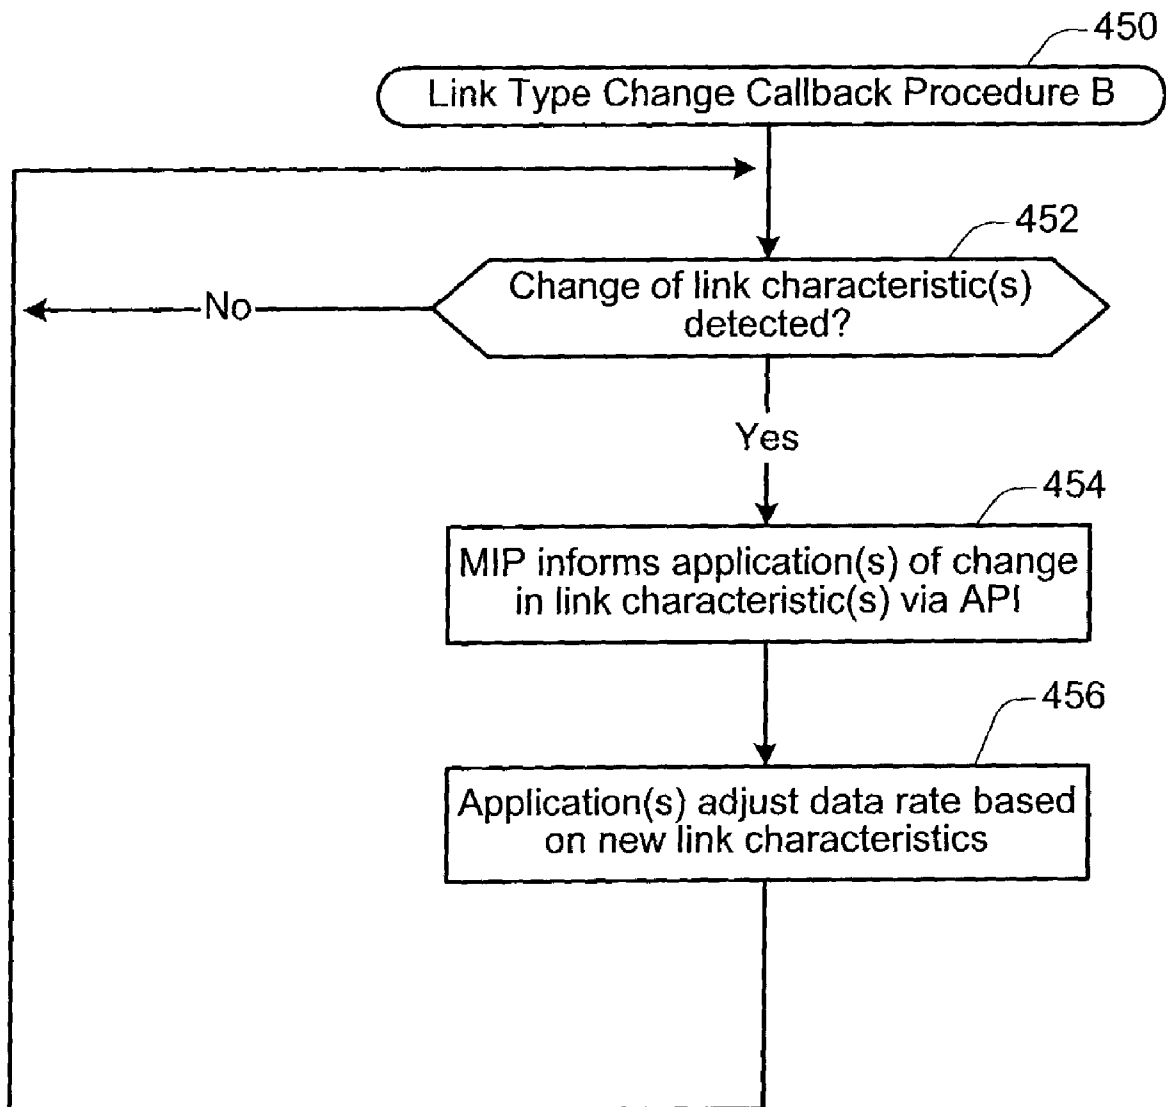 450
Link Type Change Callback Procedure B
452
Change of link characteristic(s)
detected?
No
Yes
454
MIP informs application(s) of change
in link characteristic(s) via API
456
Application(s) adjust data rate based
on new link characteristics